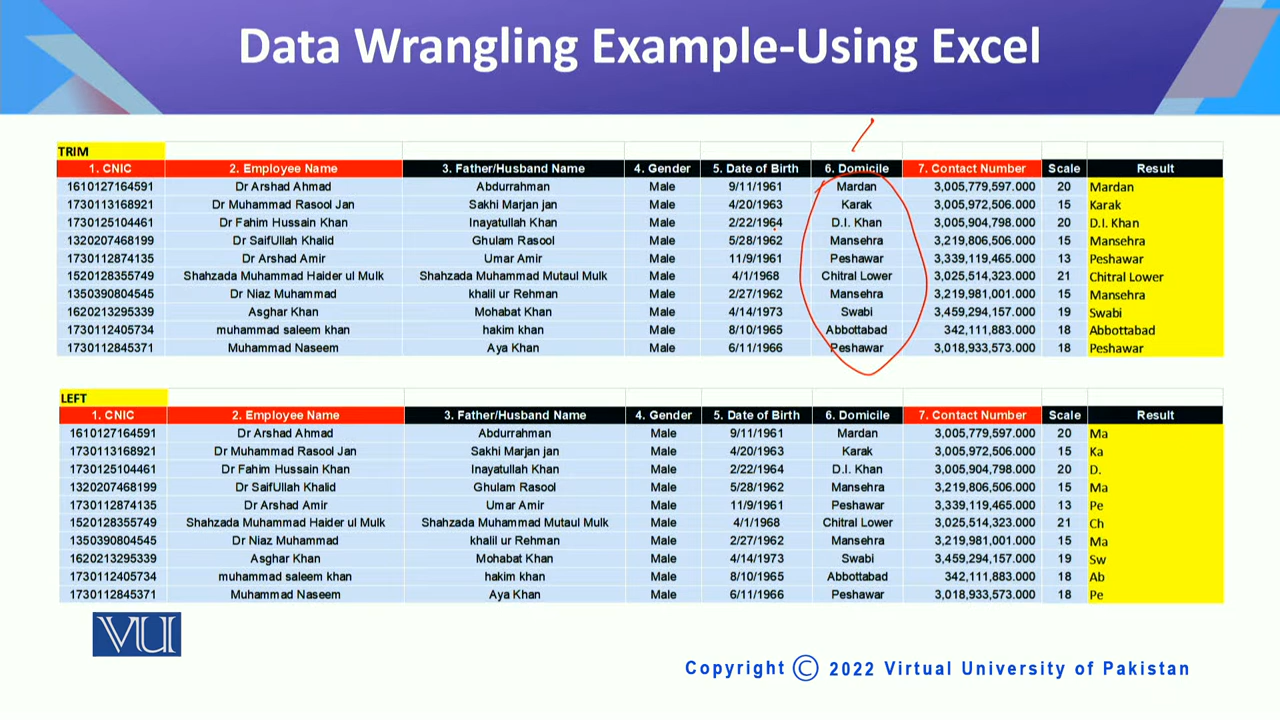 Data Wrangling Example-Using Excel
TRIM
1. CNIC 2. Employee Name 3. Father/Husband Name 4. Gender 5. Date of Birth 6. Domicile 7. Contact Number Scale Result
1610127164591 Dr Arshad Ahmad Abdurrahman Male 9/11/1961 Mardan 3,005,779,597.000 20 Mardan
1730113168921 Dr Muhammad Rasool Jan Sakhi Marjan jan Male 4/20/1963 Karak 3,005,972,506.000 15 Karak
1730125104461 Dr Fahim Hussain Khan Inayatullah Khan Male 2/22/1964 D.I. Khan 3,005,904,798.000 20 D.I. Khan
1320207468199 Dr SaifUllah Khalid Ghulam Rasool Male 5/28/1962 Mansehra 3,219,806,506.000 15 Mansehra
1730112874135 Dr Arshad Amir Umar Amir Male 11/9/1961 Peshawar 3,339,119,465.000 13 Peshawar
1520128355749 Shahzada Muhammad Haider ul Mulk Shahzada Muhammad Mutaul Mulk Male 4/1/1968 Chitral Lower 3,025,514,323.000 21 Chitral Lower
1350390804545 Dr Niaz Muhammad khalil ur Rehman Male 2/27/1962 Mansehra 3,219,981,001.000 15 Mansehra
1620213295339 Asghar Khan Mohabat Khan Male 4/14/1973 Swabi 3,459,294,157.000 19 Swabi
1730112405734 muhammad saleem khan hakim khan Male 8/10/1965 Abbottabad 342,111,883.000 18 Abbottabad
1730112845371 Muhammad Naseem Aya Khan Male 6/11/1966 Peshawar 3,018,933,573.000 18 Peshawar
LEFT
1. CNIC 2. Employee Name 3. Father/Husband Name 4. Gender 5. Date of Birth 6. Domicile 7. Contact Number Scale Result
1610127164591 Dr Arshad Ahmad Abdurrahman Male 9/11/1961 Mardan 3,005,779,597.000 20 Ma
1730113168921 Dr Muhammad Rasool Jan Sakhi Marjan jan Male 4/20/1963 Karak 3,005,972,506.000 15 Ka
1730125104461 Dr Fahim Hussain Khan Inayatullah Khan Male 2/22/1964 D.I. Khan 3,005,904,798.000 20 D.
1320207468199 Dr SaifUllah Khalid Ghulam Rasool Male 5/28/1962 Mansehra 3,219,806,506.000 15 Ma
1730112874135 Dr Arshad Amir Umar Amir Male 11/9/1961 Peshawar 3,339,119,465.000 13 Pe
1520128355749 Shahzada Muhammad Haider ul Mulk Shahzada Muhammad Mutaul Mulk Male 4/1/1968 Chitral Lower 3,025,514,323.000 21 Ch
1350390804545 Dr Niaz Muhammad khalil ur Rehman Male 2/27/1962 Mansehra 3,219,981,001.000 15 Ma
1620213295339 Asghar Khan Mohabat Khan Male 4/14/1973 Swabi 3,459,294,157.000 19 Sw
1730112405734 muhammad saleem khan hakim khan Male 8/10/1965 Abbottabad 342,111,883.000 18 Ab
1730112845371 Muhammad Naseem Aya Khan Male 6/11/1966 Peshawar 3,018,933,573.000 18 Pe
VU
Copyright © 2022 Virtual University of Pakistan